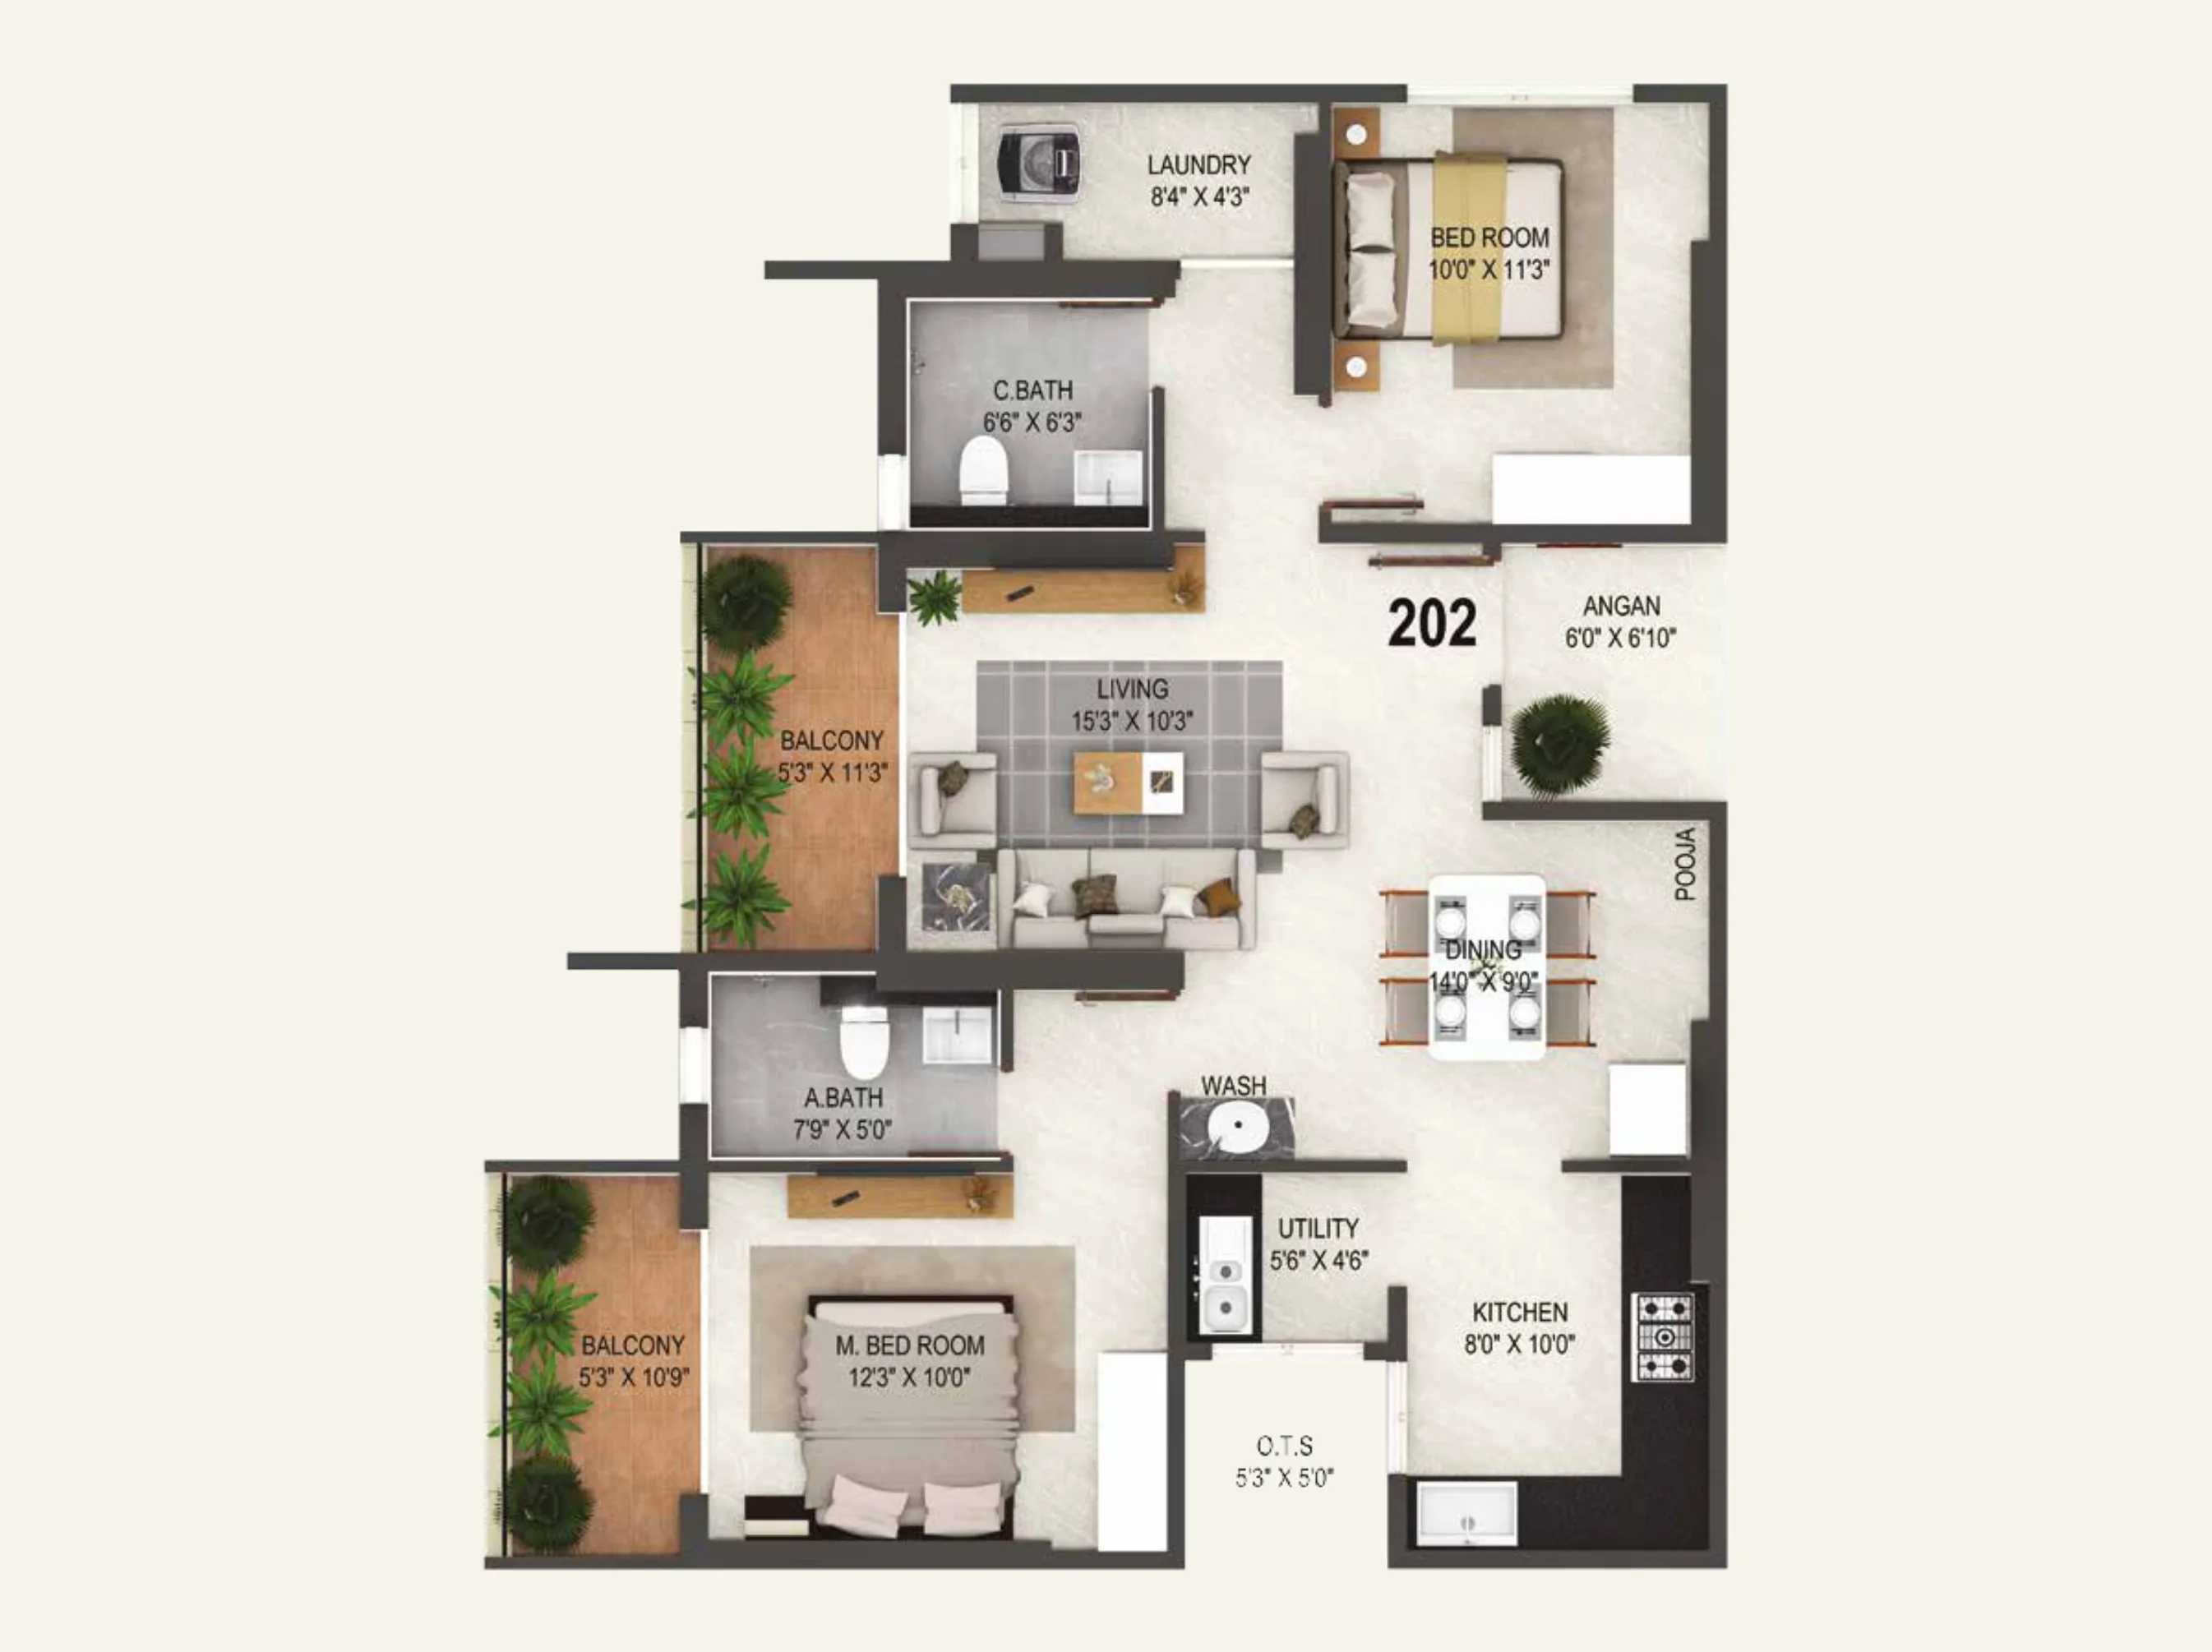 LAUNDRY
8'4" X 4'3"
BED ROOM
10'0" X 11'3"
C.BATH
6'6" X 6'3"
202
ANGAN
6'0" X 6'10"
LIVING
15'3" X 10'3"
BALCONY
5'3" X 11'3"
POOJA
DINING
14'0" X 9'0"
WASH
A.BATH
7'9" X 5'0"
UTILITY
5'6" X 4'6"
KITCHEN
8'0" X 10'0"
BALCONY
5'3" X 10'9"
M. BED ROOM
12'3" X 10'0"
O.T.S
5'3" X 5'0"